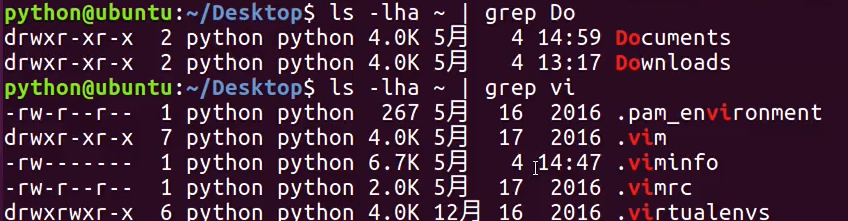 python@ubuntu:~/Desktop$ ls -lha ~ | grep Do
drwxr-xr-x  2 python python 4.0K 5月   4 14:59 Documents
drwxr-xr-x  2 python python 4.0K 5月   4 13:17 Downloads
python@ubuntu:~/Desktop$ ls -lha ~ | grep vi
-rw-r--r--  1 python python  267 5月  16  2016 .pam_environment
drwxr-xr-x  7 python python 4.0K 5月  17  2016 .vim
-rw-------  1 python python 6.7K 5月   4 14:47 .viminfo
-rw-r--r--  1 python python 2.0K 5月  17  2016 .vimrc
drwxrwxr-x  6 python python 4.0K 12月 16  2016 .virtualenvs